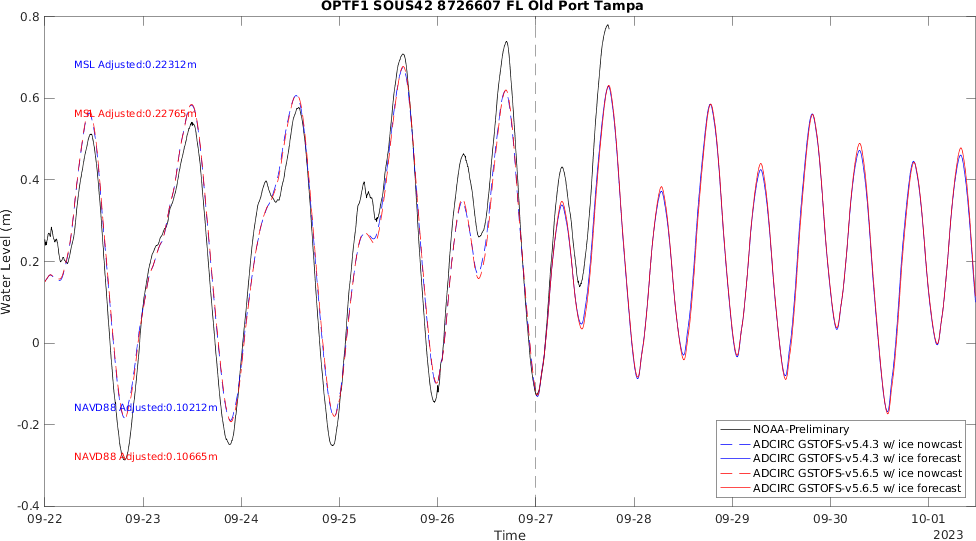 OPTF1 SOUS42 8726607 FL Old Port Tampa
0.8
MSL Adjusted:0.22312m
0.6
MSL Adjusted:0.22765m
0.4
0.2
0
NAVD88 Adjusted:0.10212m
-0.2
NAVD88 Adjusted:0.10665m
-0.4
Water Level (m)
NOAA-Preliminary
ADCIRC GSTOFS-v5.4.3 w/ ice nowcast
ADCIRC GSTOFS-v5.4.3 w/ ice forecast
ADCIRC GSTOFS-v5.6.5 w/ ice nowcast
ADCIRC GSTOFS-v5.6.5 w/ ice forecast
09-22 09-23 09-24 09-25 09-26 09-27 09-28 09-29 09-30 10-01
Time
2023